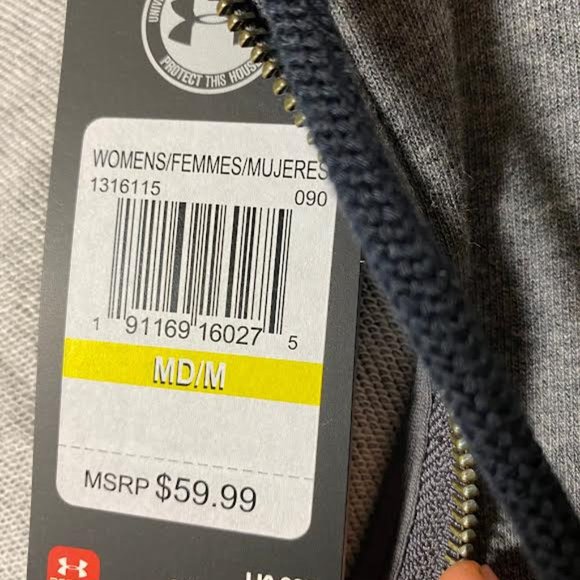 PROTECT THIS HOUSE
WOMENS/FEMMES/MUJERES
1316115 090
1 91169 16027 5
MD/M
MSRP $59.99